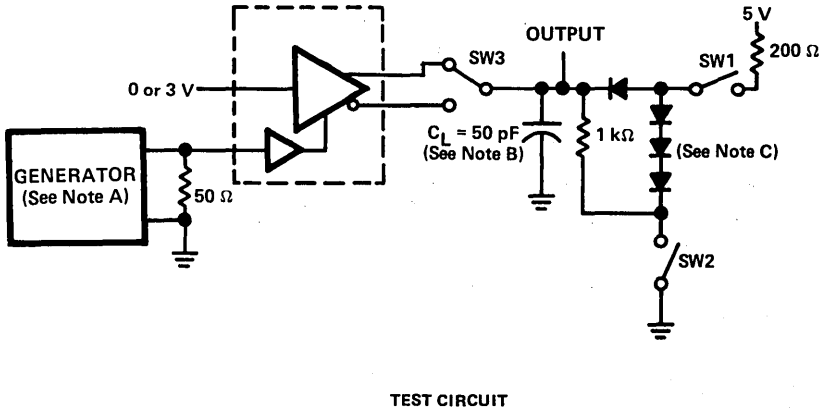 5 V
OUTPUT
SW3
SW1
200 Ω
0 or 3 V
C_L = 50 pF
(See Note B)
1 kΩ
(See Note C)
GENERATOR
(See Note A)
50 Ω
SW2
TEST CIRCUIT